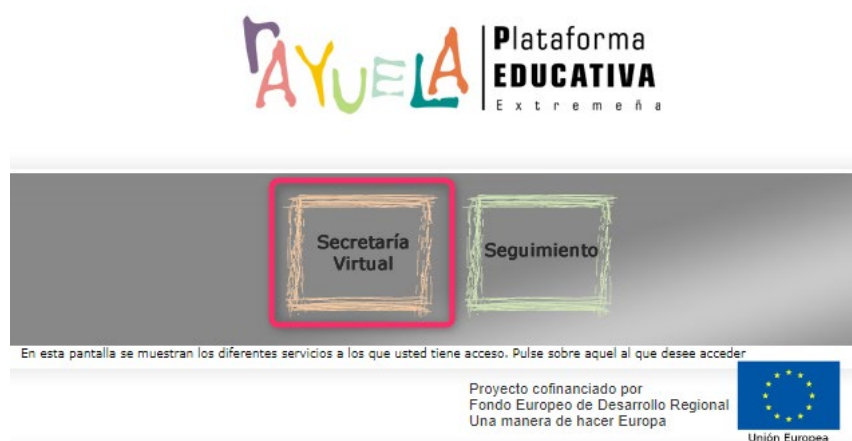 rAYUELA
Plataforma
EDUCATIVA
Extremeña
Secretaría
Virtual
Seguimiento
En esta pantalla se muestran los diferentes servicios a los que usted tiene acceso. Pulse sobre aquel al que desee acceder
Proyecto cofinanciado por
Fondo Europeo de Desarrollo Regional
Una manera de hacer Europa
Unión Europea